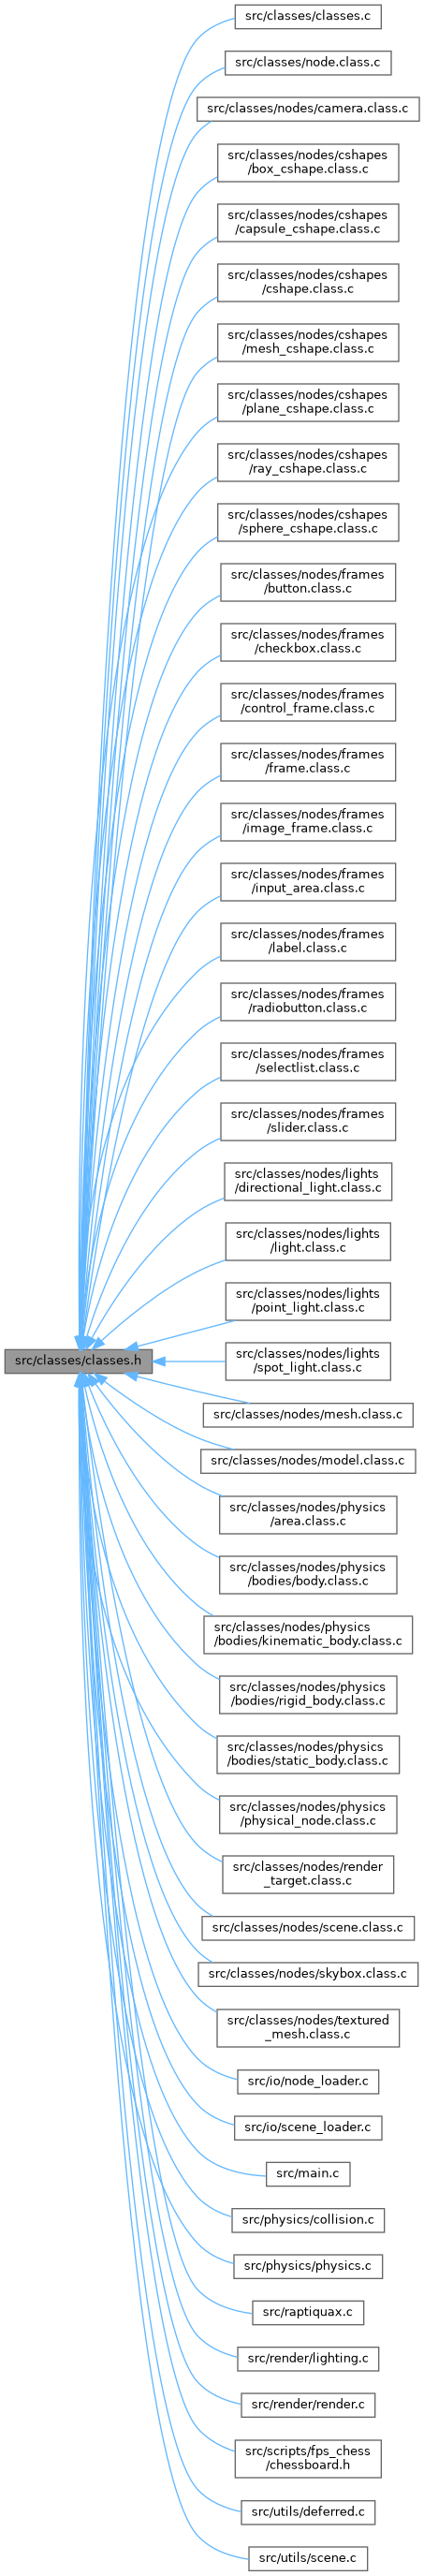 src/classes/classes.c
src/classes/node.class.c
src/classes/nodes/camera.class.c
src/classes/nodes/cshapes
/box_cshape.class.c
src/classes/nodes/cshapes
/capsule_cshape.class.c
src/classes/nodes/cshapes
/cshape.class.c
src/classes/nodes/cshapes
/mesh_cshape.class.c
src/classes/nodes/cshapes
/plane_cshape.class.c
src/classes/nodes/cshapes
/ray_cshape.class.c
src/classes/nodes/cshapes
/sphere_cshape.class.c
src/classes/nodes/frames
/button.class.c
src/classes/nodes/frames
/checkbox.class.c
src/classes/nodes/frames
/control_frame.class.c
src/classes/nodes/frames
/frame.class.c
src/classes/nodes/frames
/image_frame.class.c
src/classes/nodes/frames
/input_area.class.c
src/classes/nodes/frames
/label.class.c
src/classes/nodes/frames
/radiobutton.class.c
src/classes/nodes/frames
/selectlist.class.c
src/classes/nodes/frames
/slider.class.c
src/classes/nodes/lights
/directional_light.class.c
src/classes/nodes/lights
/light.class.c
src/classes/nodes/lights
/point_light.class.c
src/classes/classes.h
src/classes/nodes/lights
/spot_light.class.c
src/classes/nodes/mesh.class.c
src/classes/nodes/model.class.c
src/classes/nodes/physics
/area.class.c
src/classes/nodes/physics
/bodies/body.class.c
src/classes/nodes/physics
/bodies/kinematic_body.class.c
src/classes/nodes/physics
/bodies/rigid_body.class.c
src/classes/nodes/physics
/bodies/static_body.class.c
src/classes/nodes/physics
/physical_node.class.c
src/classes/nodes/render
_target.class.c
src/classes/nodes/scene.class.c
src/classes/nodes/skybox.class.c
src/classes/nodes/textured
_mesh.class.c
src/io/node_loader.c
src/io/scene_loader.c
src/main.c
src/physics/collision.c
src/physics/physics.c
src/raptiquax.c
src/render/lighting.c
src/render/render.c
src/scripts/fps_chess
/chessboard.h
src/utils/deferred.c
src/utils/scene.c